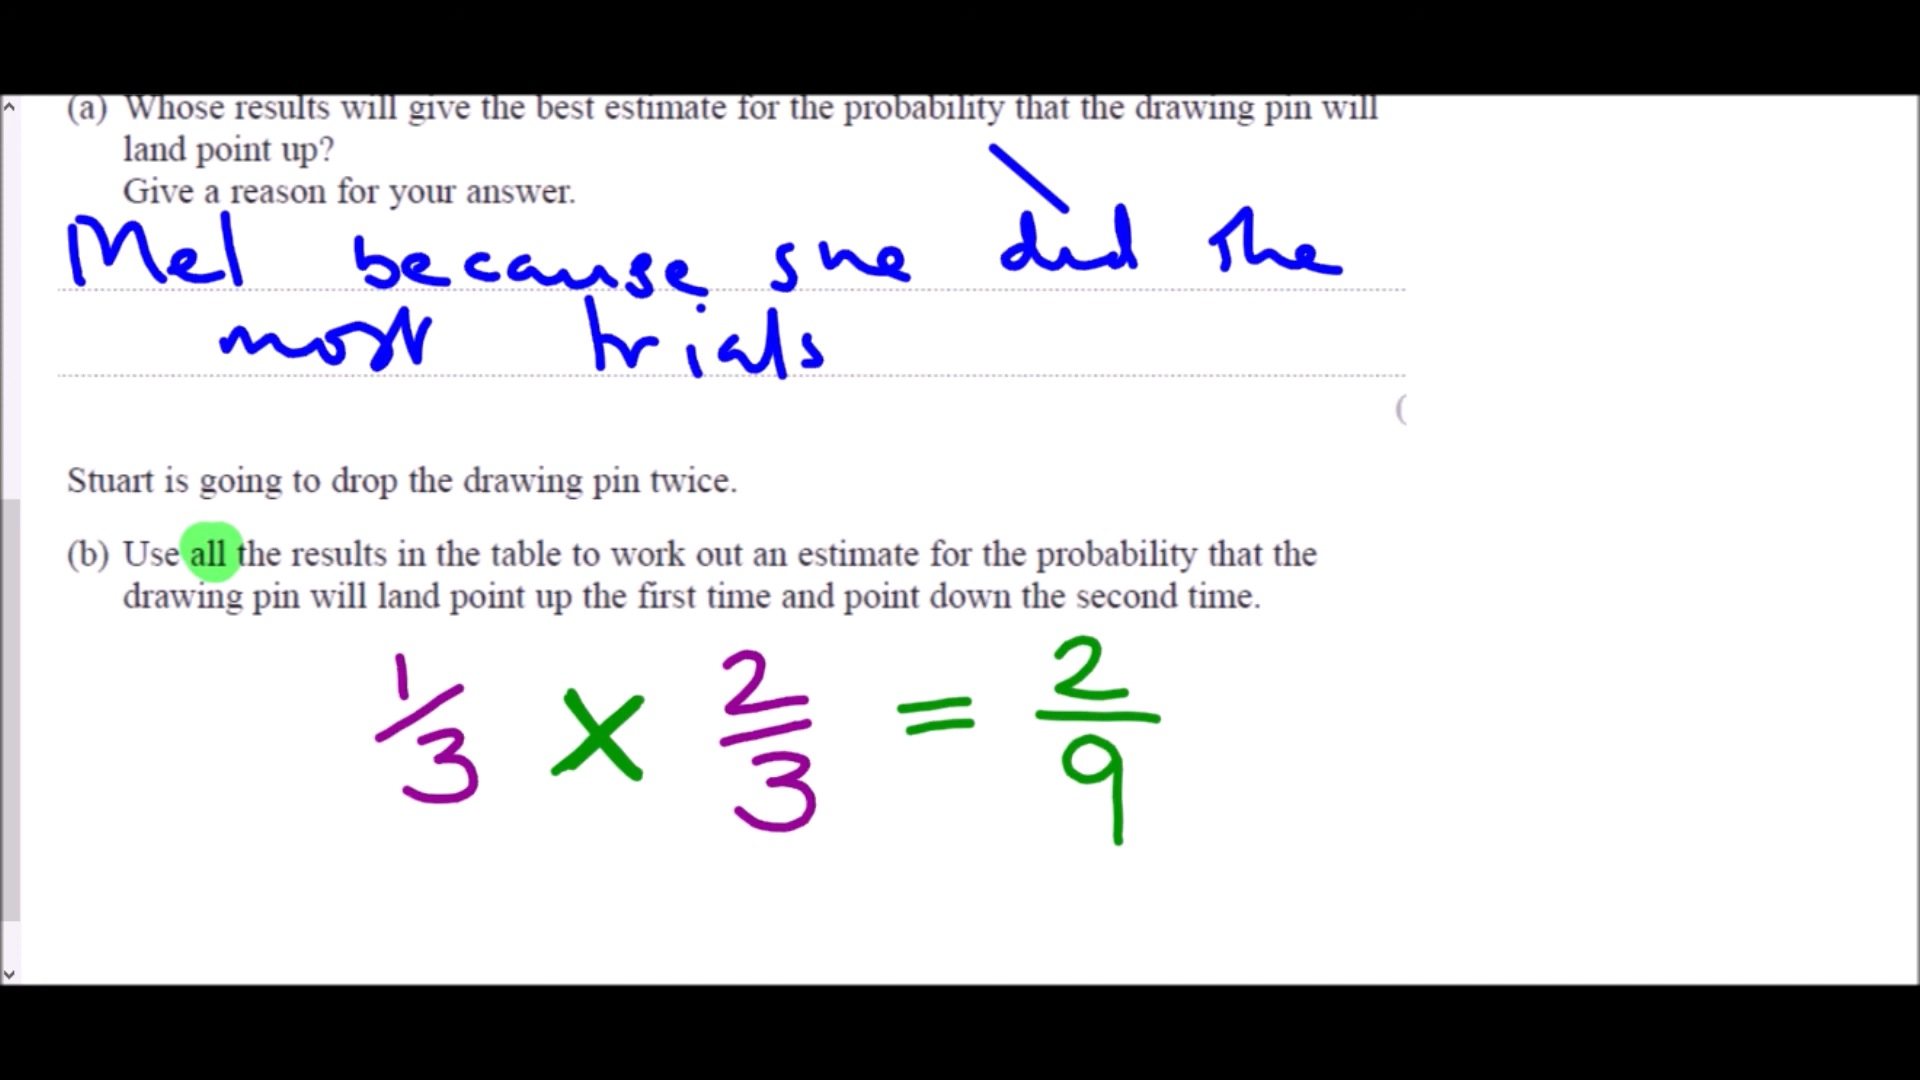 (a) Whose results will give the best estimate for the probability that the drawing pin will
land point up?
Give a reason for your answer.
Mel because she did the
most trials
(
Stuart is going to drop the drawing pin twice.
(b) Use all the results in the table to work out an estimate for the probability that the
drawing pin will land point up the first time and point down the second time.
1/3 × 2/3 = 2/9